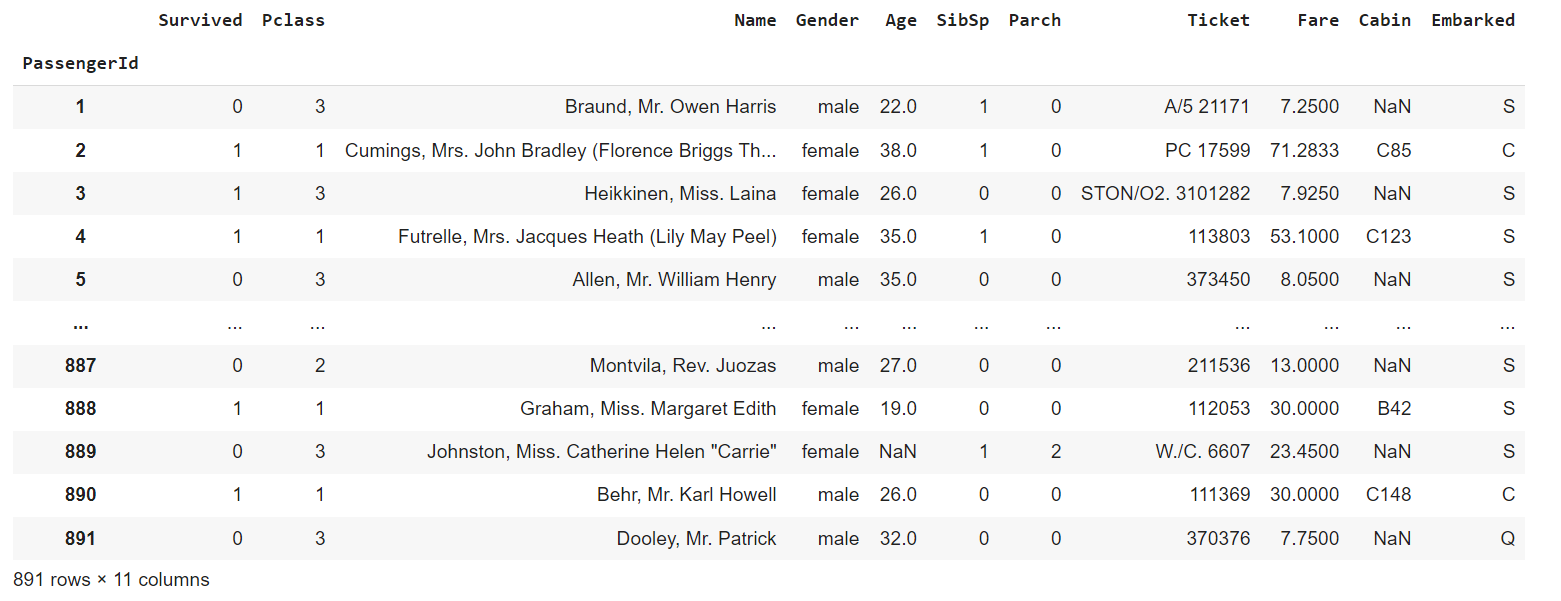 Survived Pclass Name Gender Age SibSp Parch Ticket Fare Cabin Embarked
PassengerId
1 0 3 Braund, Mr. Owen Harris male 22.0 1 0 A/5 21171 7.2500 NaN S
2 1 1 Cumings, Mrs. John Bradley (Florence Briggs Th... female 38.0 1 0 PC 17599 71.2833 C85 C
3 1 3 Heikkinen, Miss. Laina female 26.0 0 0 STON/O2. 3101282 7.9250 NaN S
4 1 1 Futrelle, Mrs. Jacques Heath (Lily May Peel) female 35.0 1 0 113803 53.1000 C123 S
5 0 3 Allen, Mr. William Henry male 35.0 0 0 373450 8.0500 NaN S
... ... ... ... ... ... ... ... ... ... ... ...
887 0 2 Montvila, Rev. Juozas male 27.0 0 0 211536 13.0000 NaN S
888 1 1 Graham, Miss. Margaret Edith female 19.0 0 0 112053 30.0000 B42 S
889 0 3 Johnston, Miss. Catherine Helen "Carrie" female NaN 1 2 W./C. 6607 23.4500 NaN S
890 1 1 Behr, Mr. Karl Howell male 26.0 0 0 111369 30.0000 C148 C
891 0 3 Dooley, Mr. Patrick male 32.0 0 0 370376 7.7500 NaN Q
891 rows × 11 columns